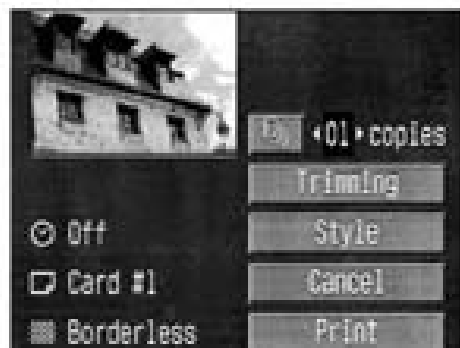 01 copies
Trimming
Off
Style
Card #1
Cancel
Borderless
Print